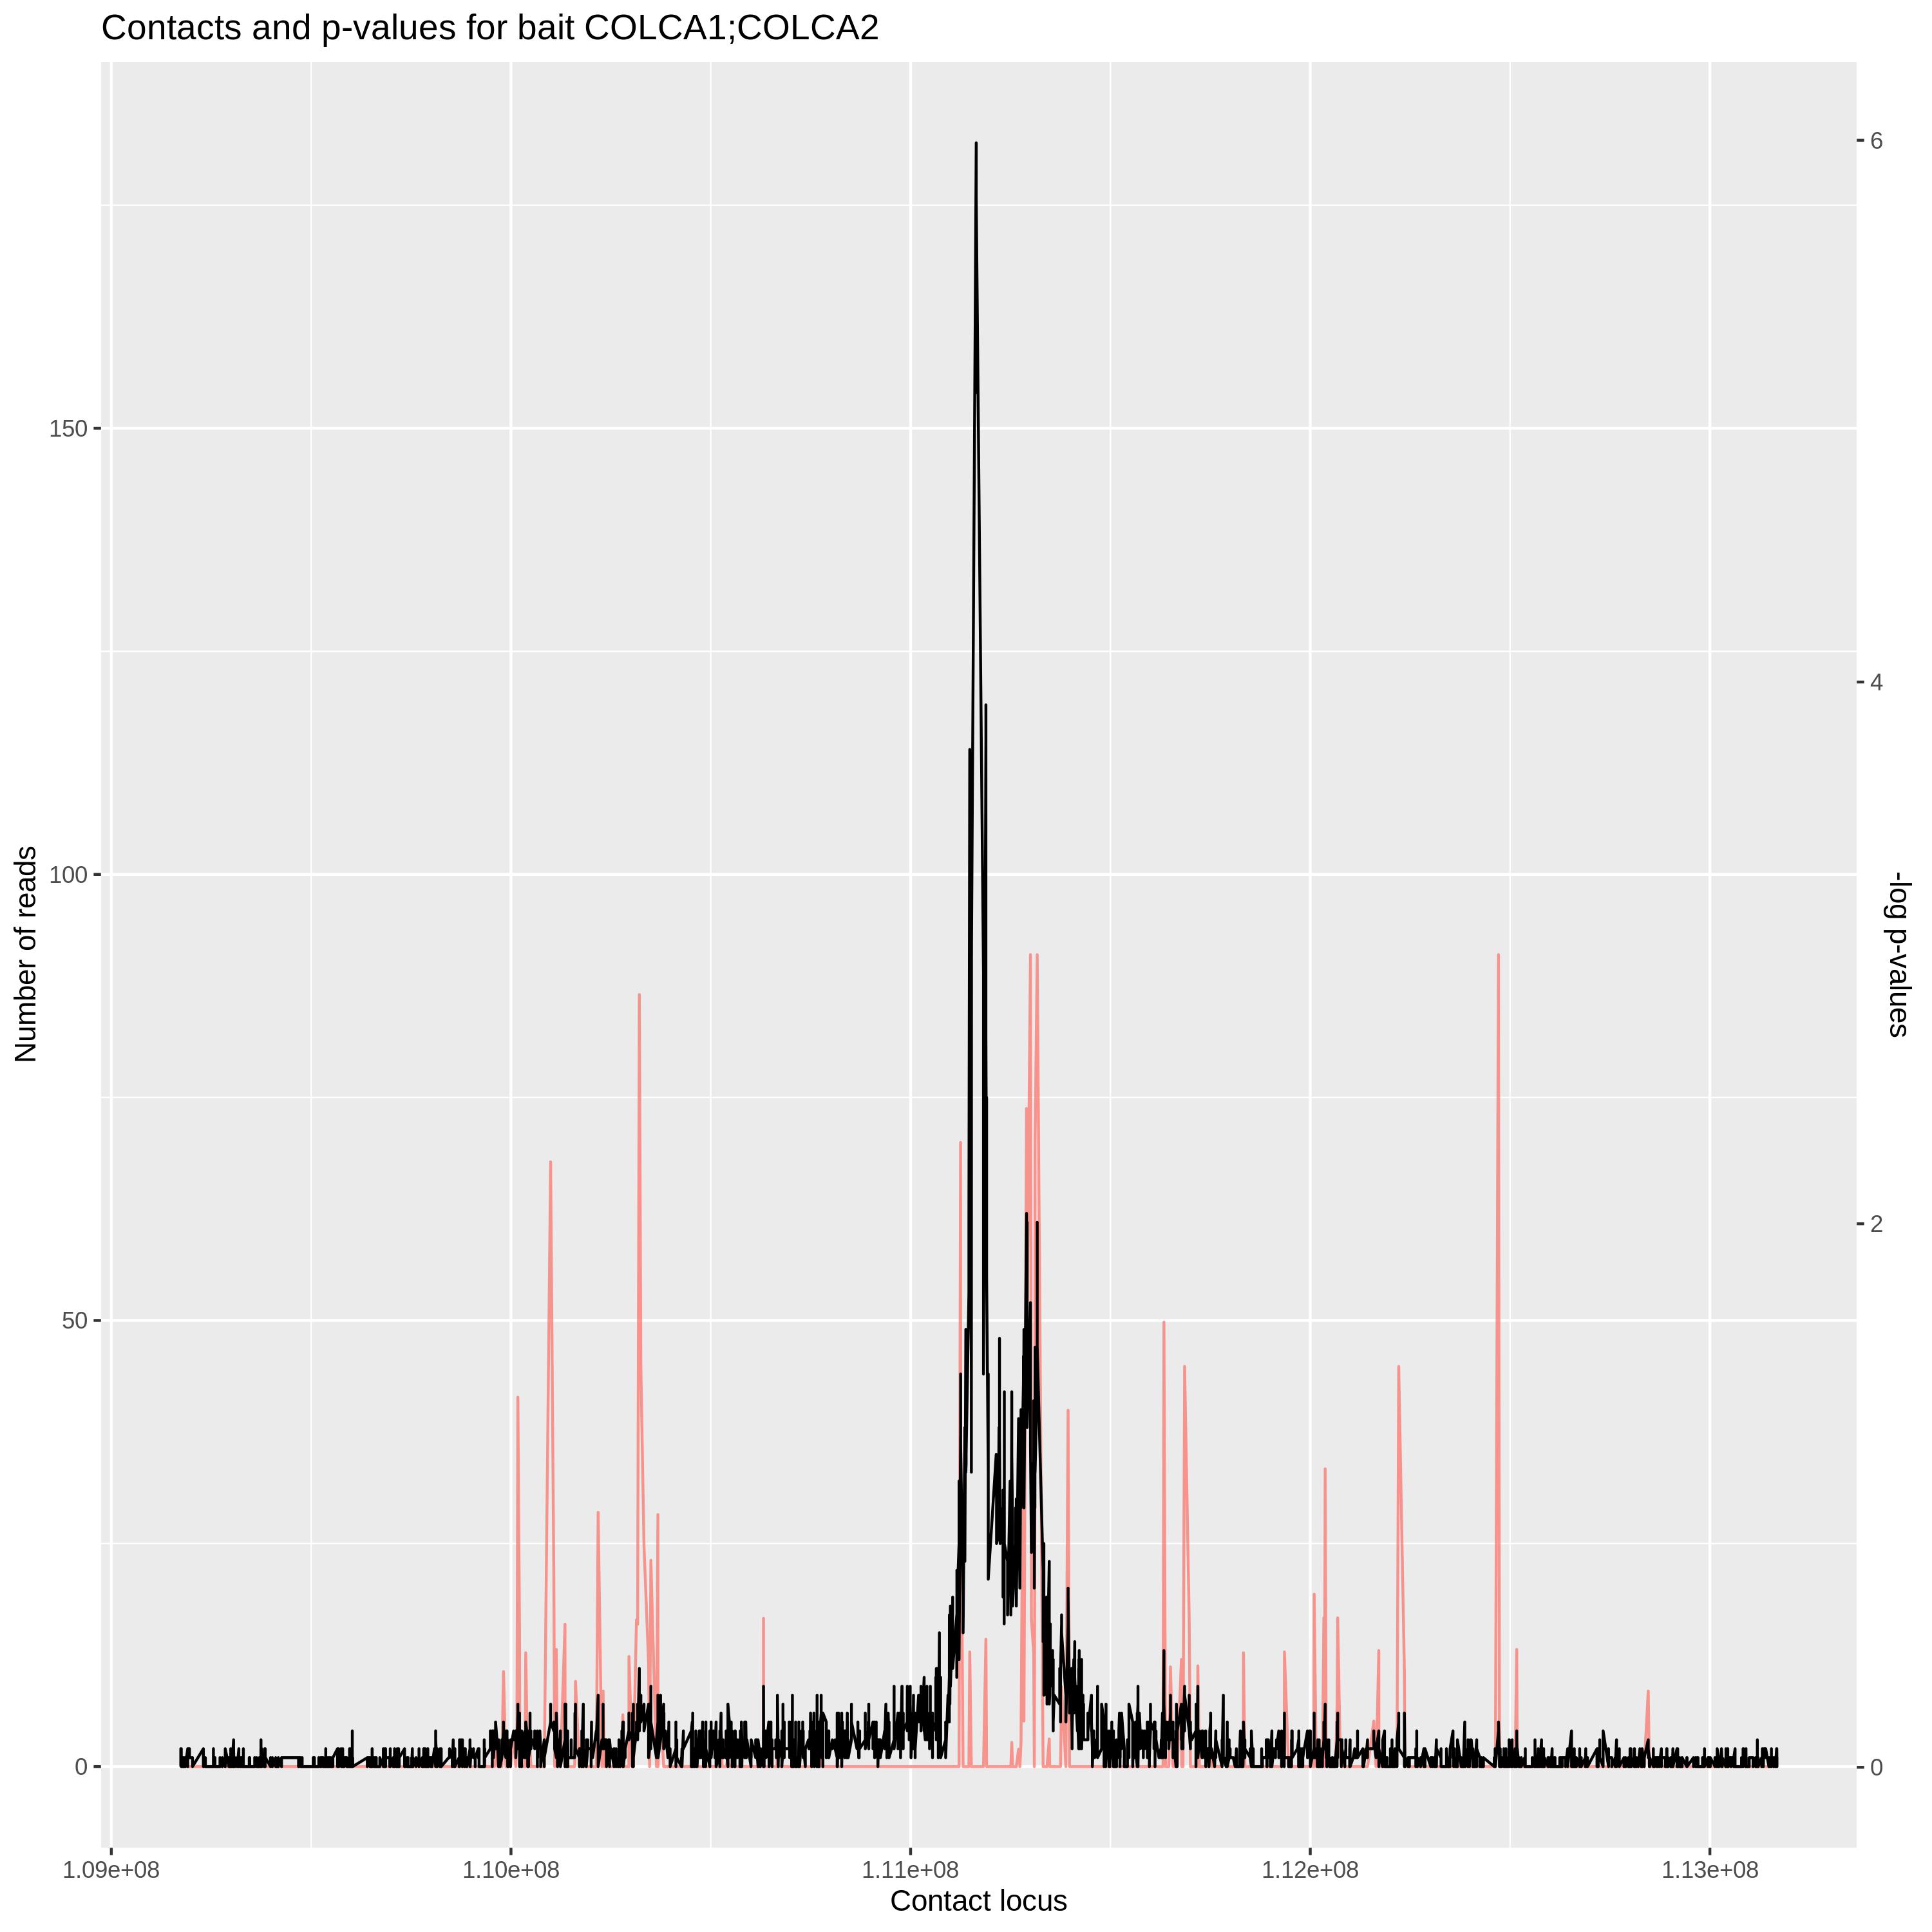 Contacts and p-values for bait COLCA1;COLCA2
Number of reads
150
100
50
0
6
4
2
0
-log p-values
1.09e+08 1.10e+08 1.11e+08 1.12e+08 1.13e+08
Contact locus